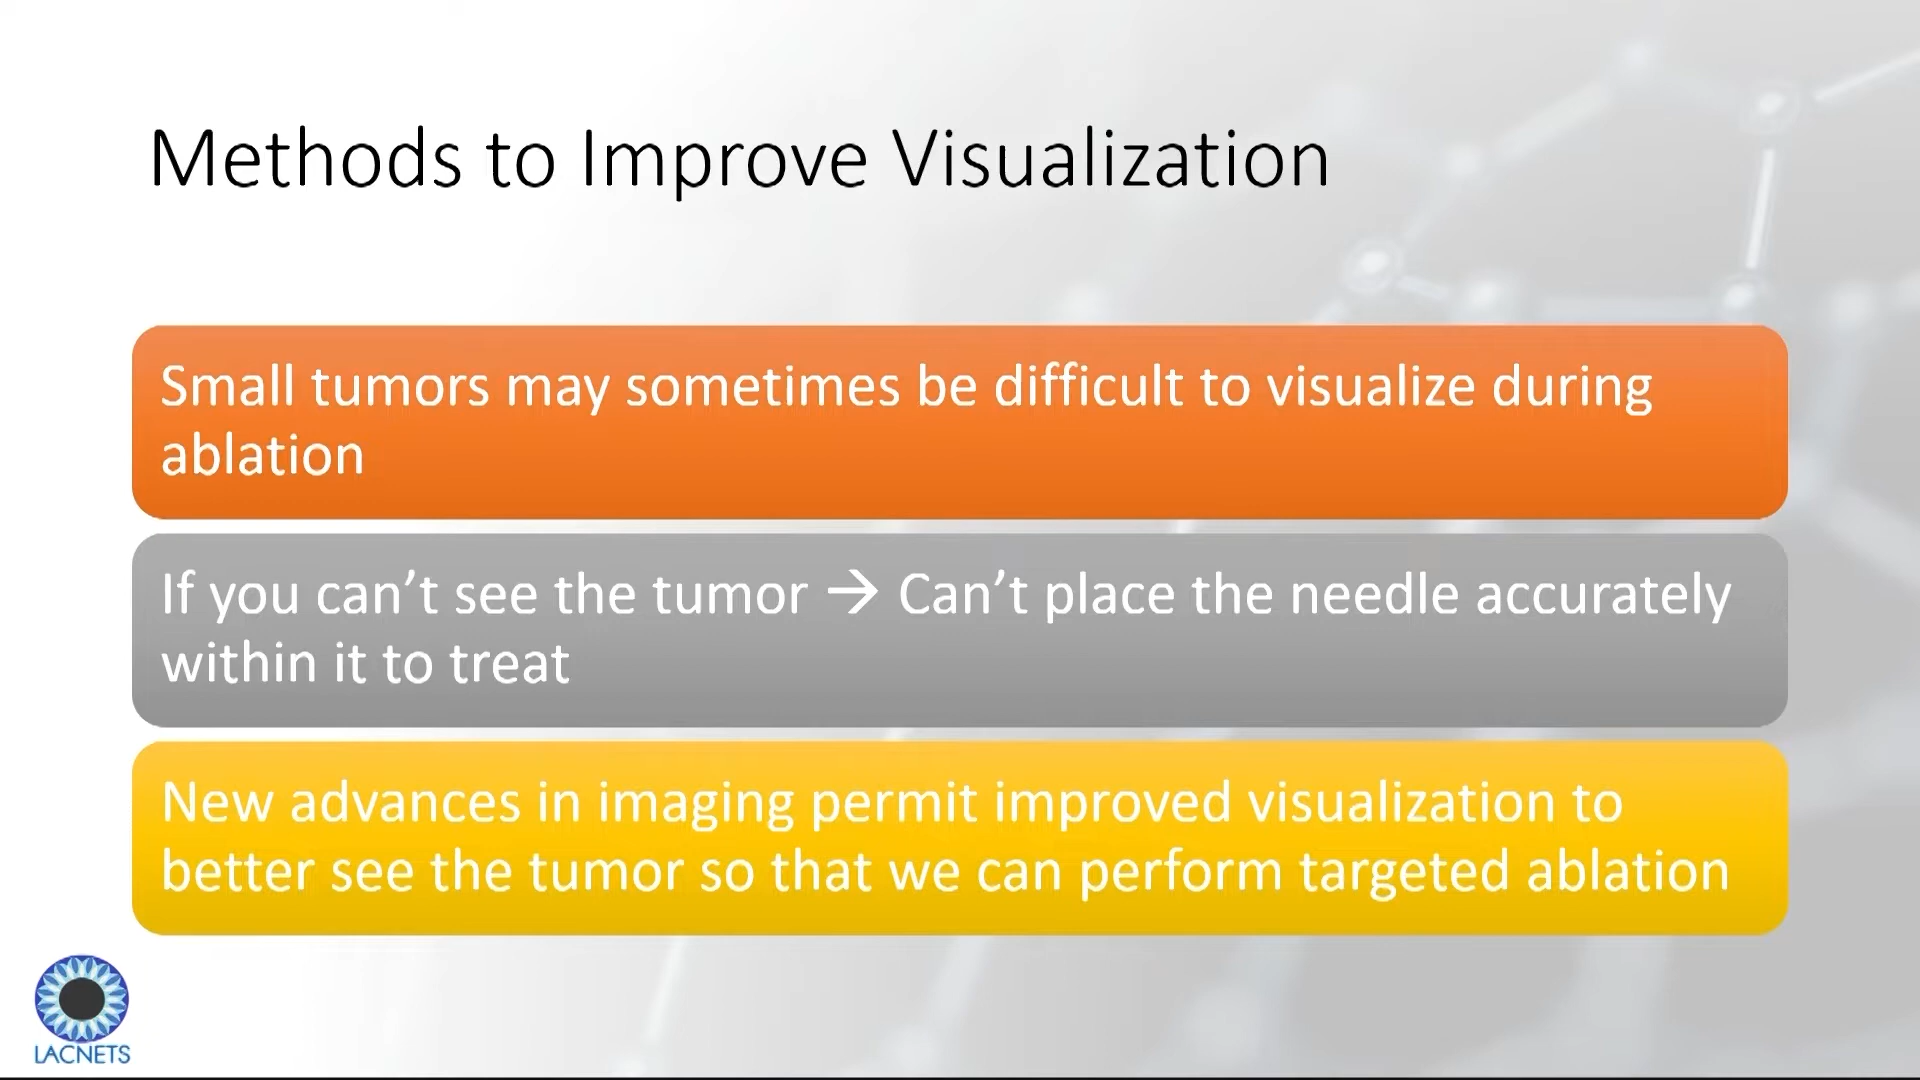 Methods to Improve Visualization
Small tumors may sometimes be difficult to visualize during
ablation
If you can’t see the tumor → Can’t place the needle accurately
within it to treat
New advances in imaging permit improved visualization to
better see the tumor so that we can perform targeted ablation
LACNETS